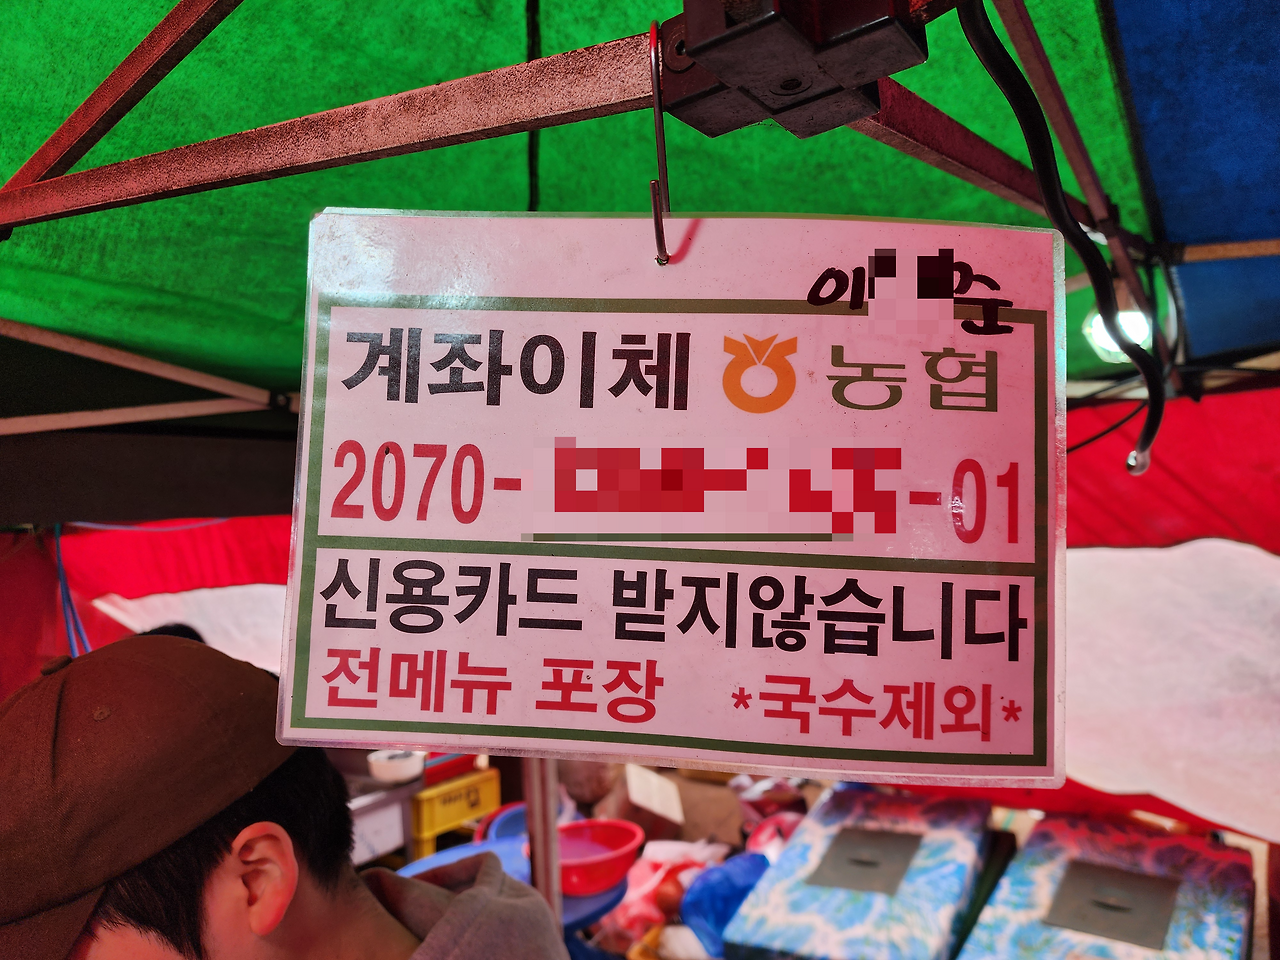 계좌이체 농협
2070- -01
신용카드 받지않습니다
전메뉴 포장 *국수제외*